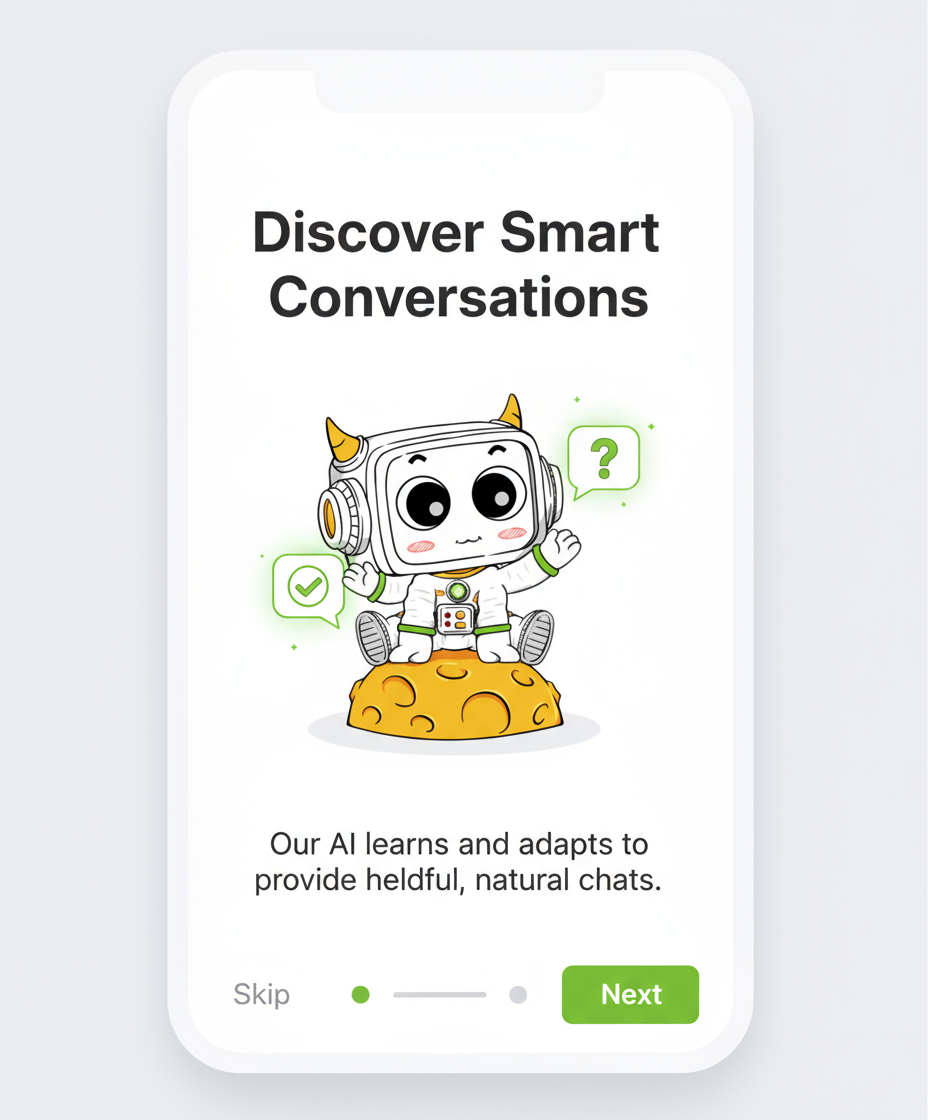 Discover Smart
Conversations
?
Our AI learns and adapts to
provide heldful, natural chats.
Skip
Next